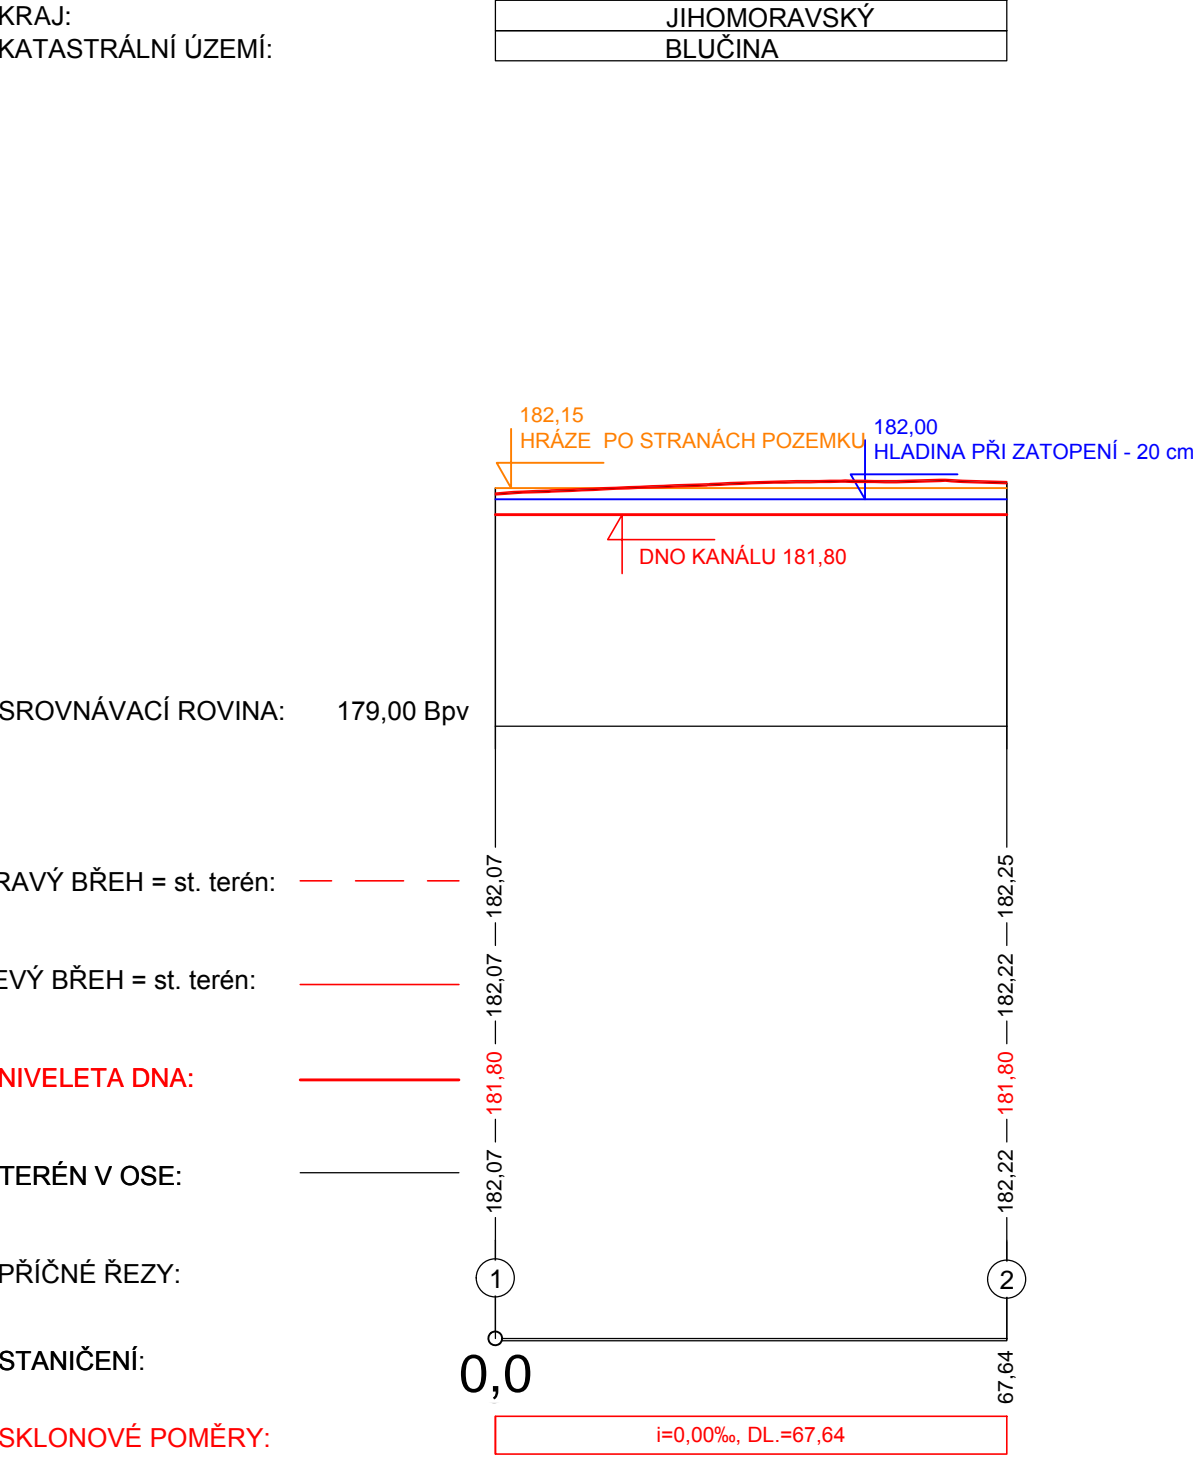 KRAJ: JIHOMORAVSKÝ
KATASTRÁLNÍ ÚZEMÍ: BLUČINA
182,15
HRÁZE PO STRANÁCH POZEMKU
182,00
HLADINA PŘI ZATOPENÍ - 20 cm
DNO KANÁLU 181,80
SROVNÁVACÍ ROVINA: 179,00 Bpv
RAVÝ BŘEH = st. terén: 182,07 182,25
EVÝ BŘEH = st. terén: 182,07 182,22
NIVELETA DNA: 181,80 181,80
TERÉN V OSE: 182,07 182,22
PŘÍČNÉ ŘEZY: 1 2
STANIČENÍ: 0,0 67,64
SKLONOVÉ POMĚRY: i=0,00‰, DL.=67,64